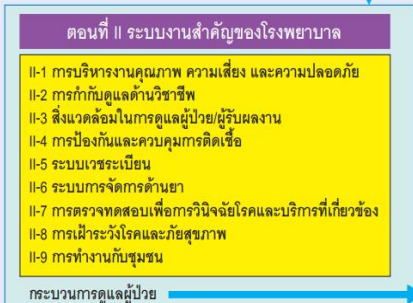 ตอนที่ II ระบบงานสำคัญของโรงพยาบาล
II-1 การบริหารงานคุณภาพ ความเสี่ยง และความปลอดภัย
II-2 การกำกับดูแลด้านวิชาชีพ
II-3 สิ่งแวดล้อมในการดูแลผู้ป่วย/ผู้รับผลงาน
II-4 การป้องกันและควบคุมการติดเชื้อ
II-5 ระบบเวชระเบียน
II-6 ระบบการจัดการด้านยา
II-7 การตรวจทดสอบเพื่อการวินิจฉัยโรคและบริการที่เกี่ยวข้อง
II-8 การเฝ้าระวังโรคและภัยสุขภาพ
II-9 การทำงานกับชุมชน
กระบวนการดูแลผู้ป่วย